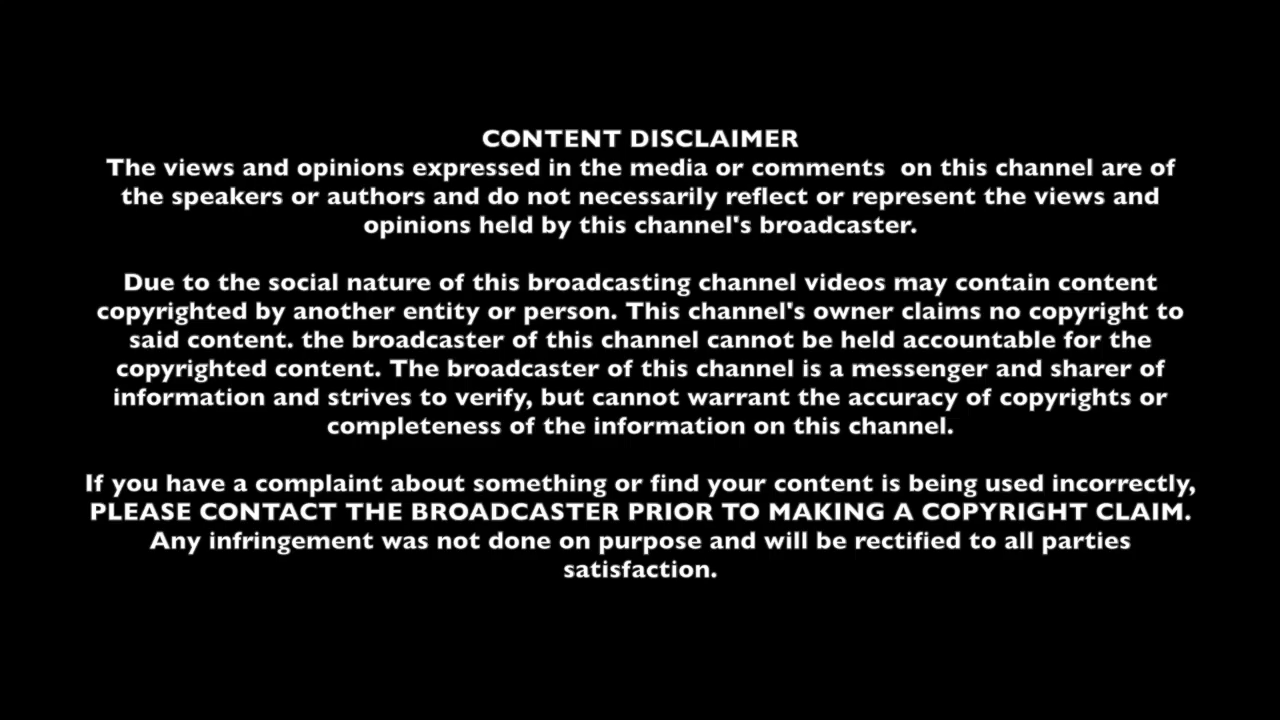 CONTENT DISCLAIMER
The views and opinions expressed in the media or comments  on this channel are of
the speakers or authors and do not necessarily reflect or represent the views and
opinions held by this channel's broadcaster.
Due to the social nature of this broadcasting channel videos may contain content
copyrighted by another entity or person. This channel's owner claims no copyright to
said content. the broadcaster of this channel cannot be held accountable for the
copyrighted content. The broadcaster of this channel is a messenger and sharer of
information and strives to verify, but cannot warrant the accuracy of copyrights or
completeness of the information on this channel.
If you have a complaint about something or find your content is being used incorrectly,
PLEASE CONTACT THE BROADCASTER PRIOR TO MAKING A COPYRIGHT CLAIM.
Any infringement was not done on purpose and will be rectified to all parties
satisfaction.